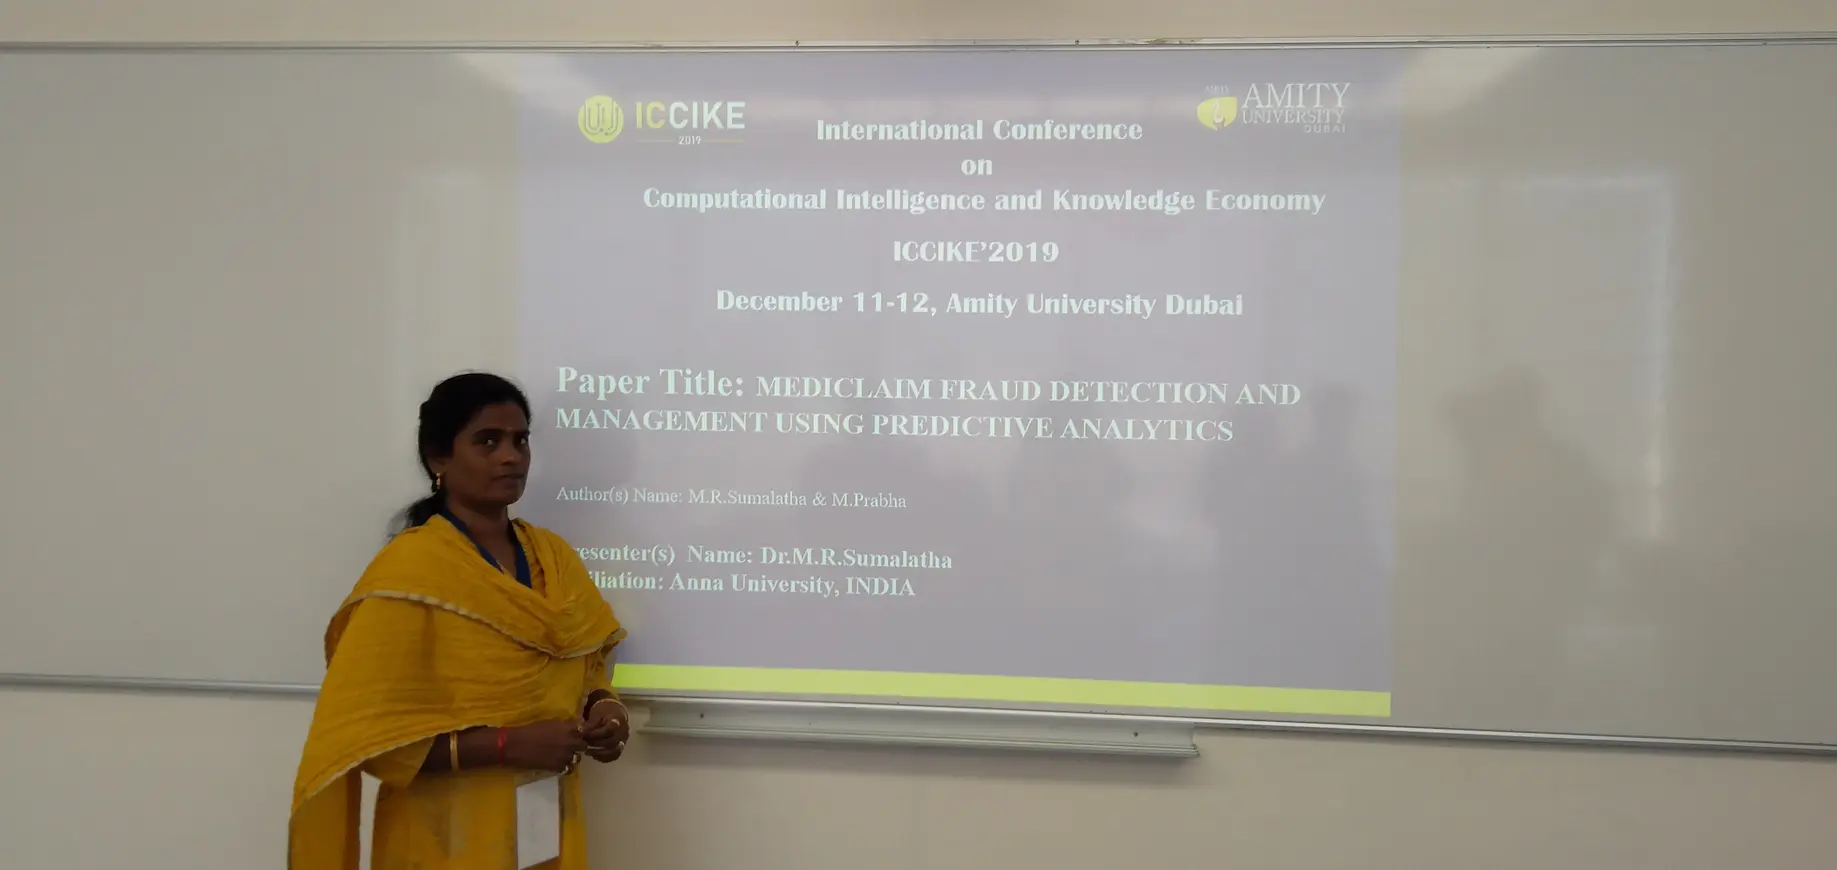 ICCIKE
2019
AMITY
UNIVERSITY
DUBAI
International Conference
on
Computational Intelligence and Knowledge Economy
ICCIKE’2019
December 11-12, Amity University Dubai
Paper Title: MEDICLAIM FRAUD DETECTION AND
MANAGEMENT USING PREDICTIVE ANALYTICS
Author(s) Name: M.R.Sumalatha & M.Prabha
resenter(s) Name: Dr.M.R.Sumalatha
iliation: Anna University, INDIA